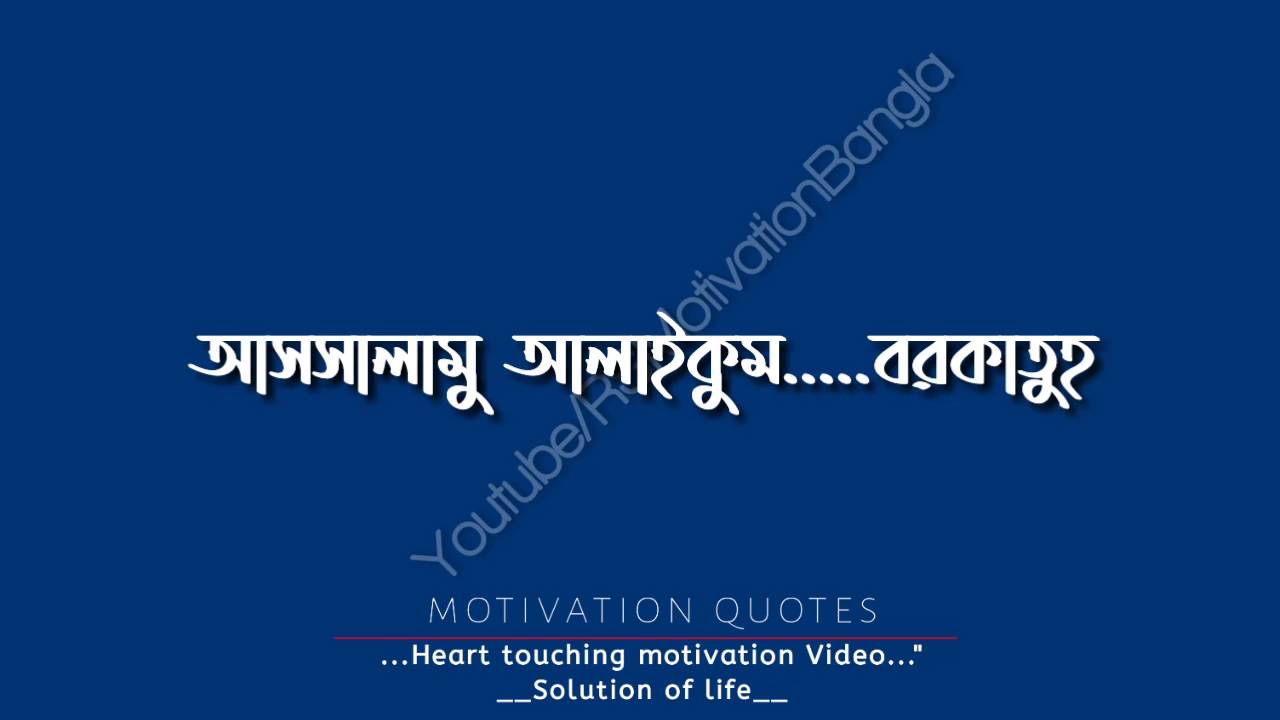 আসসালামু আলাইকুম.....বরকাতুহ
MOTIVATION QUOTES
...Heart touching motivation Video..."
__Solution of life__